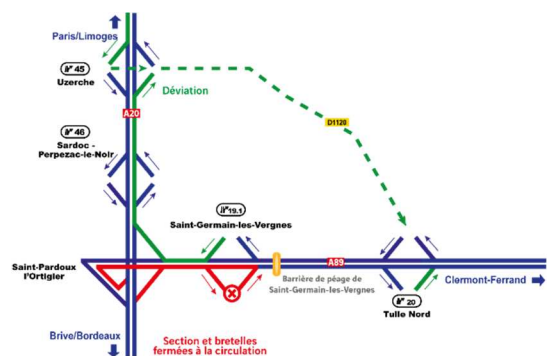 Paris/Limoges
n° 45
Uzerche
Déviation
A20
D1120
n° 46
Sardoc -
Perpezac-le-Noir
n° 19.1
Saint-Germain-les-Vergnes
Saint-Pardoux
l'Ortigier
A89
Barrière de péage de
Saint-Germain-les-Vergnes
Clermont-Ferrand
n° 20
Tulle Nord
Brive/Bordeaux
Section et bretelles
fermées à la circulation